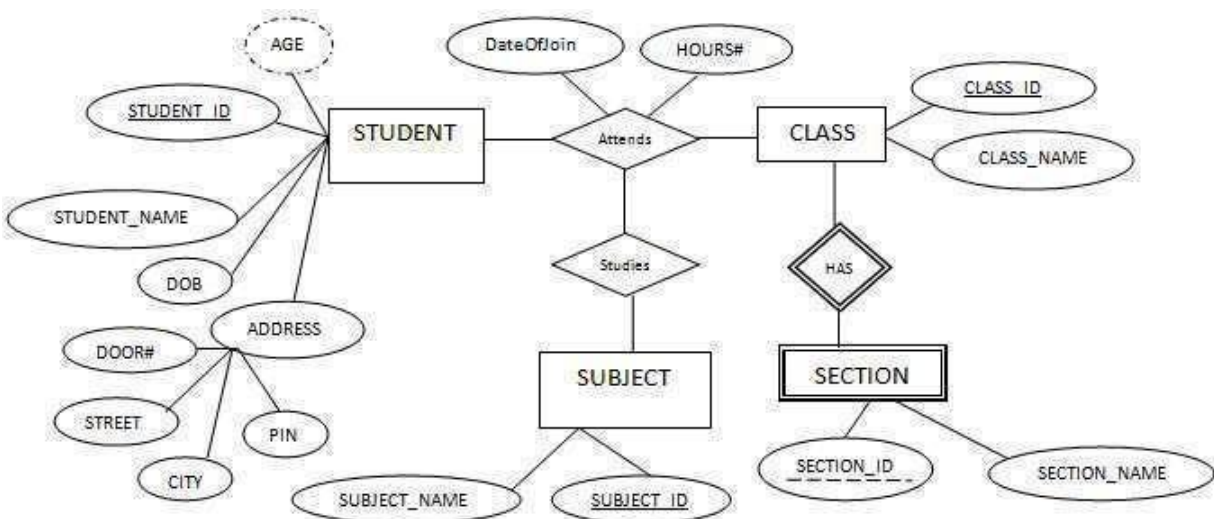 AGE
DateOfJoin
HOURS#
STUDENT_ID
CLASS_ID
STUDENT
Attends
CLASS
CLASS_NAME
STUDENT_NAME
DOB
Studies
HAS
ADDRESS
DOOR#
SUBJECT
SECTION
STREET
PIN
CITY
SECTION_ID
SECTION_NAME
SUBJECT_NAME
SUBJECT_ID